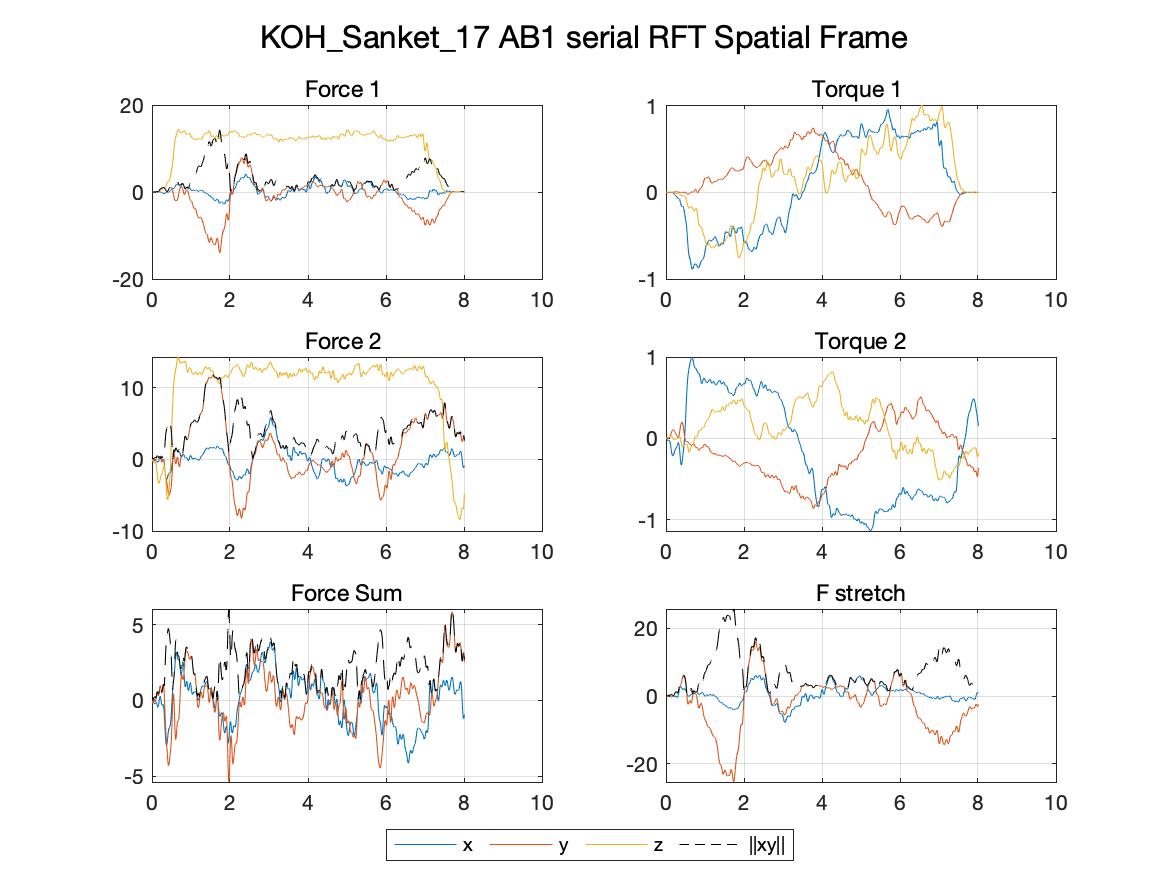 KOH_Sanket_17 AB1 serial RFT Spatial Frame
Force 1
20
0
-20
0 2 4 6 8 10
Torque 1
1
0
-1
0 2 4 6 8 10
Force 2
10
0
-10
0 2 4 6 8 10
Torque 2
1
0
-1
0 2 4 6 8 10
Force Sum
5
0
-5
0 2 4 6 8 10
F stretch
20
0
-20
0 2 4 6 8 10
x y z ||xy||